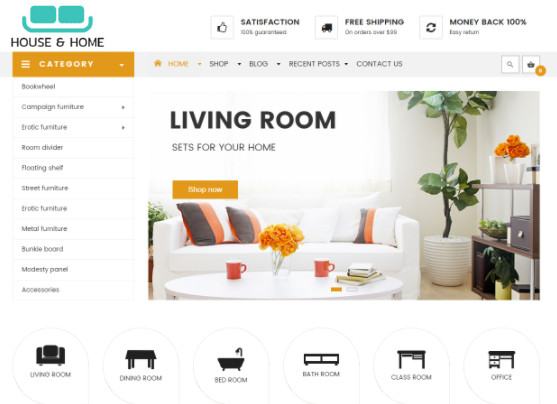 HOUSE & HOME
SATISFACTION
100% guaranteed
FREE SHIPPING
On orders over $99
MONEY BACK 100%
Easy return
CATEGORY
HOME
SHOP
BLOG
RECENT POSTS
CONTACT US
0
Bookwheel
Campaign furniture
Erotic furniture
Room divider
Floating shelf
Street furniture
Erotic furniture
Metal furniture
Bunkie board
Modesty panel
Accessories
LIVING ROOM
SETS FOR YOUR HOME
Shop now
LIVING ROOM
DINING ROOM
BED ROOM
BATH ROOM
CLASS ROOM
OFFICE